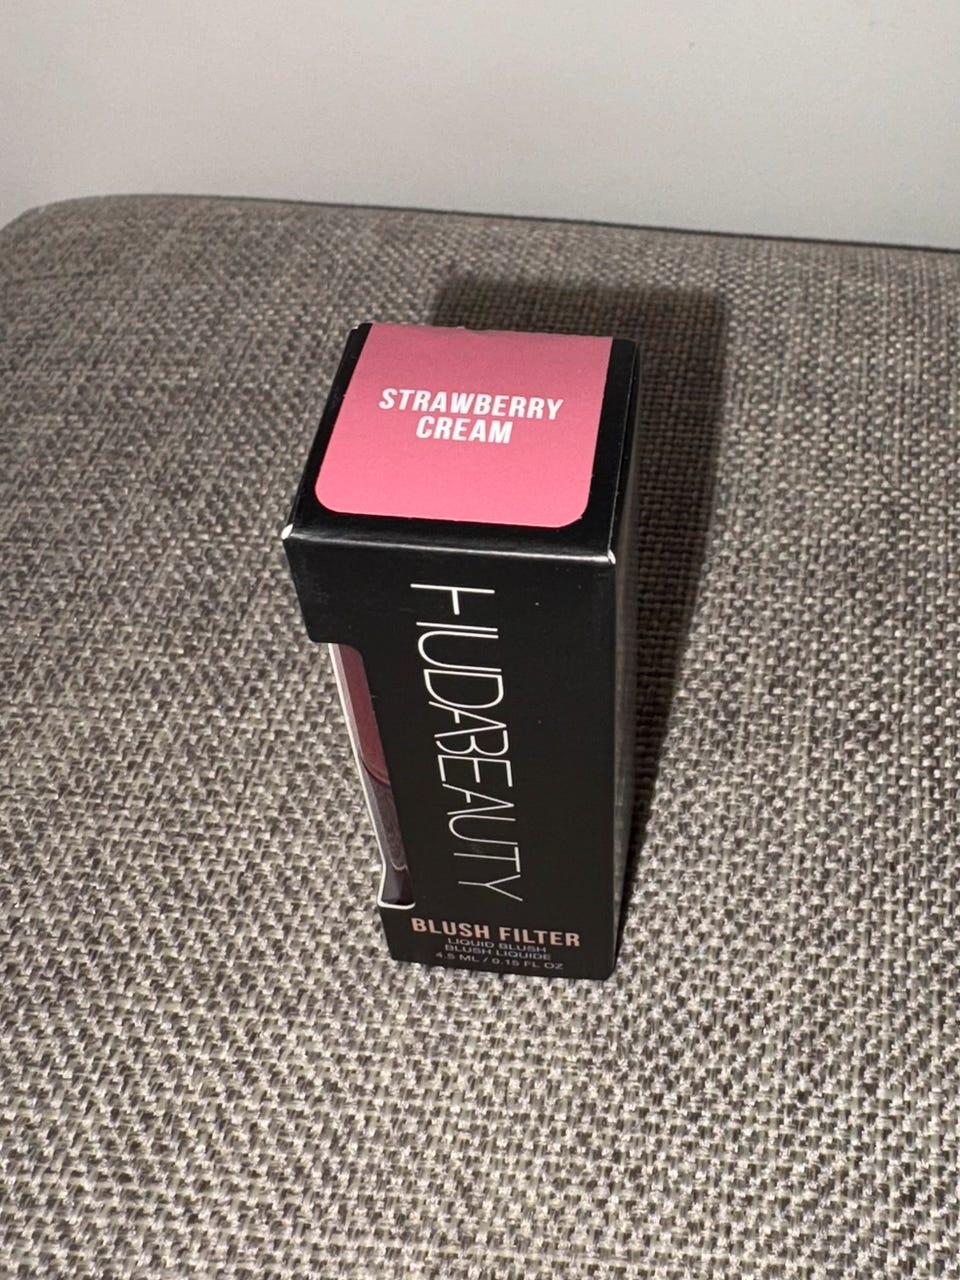 STRAWBERRY
CREAM
HUDABEAUTY
BLUSH FILTER
LIQUID BLUSH
BLUSH LIQUIDE
4.5 ML / 0.15 FL OZ